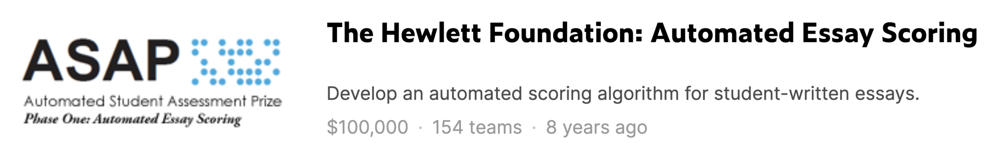 ASAP
Automated Student Assessment Prize
Phase One: Automated Essay Scoring
The Hewlett Foundation: Automated Essay Scoring
Develop an automated scoring algorithm for student-written essays.
$100,000 · 154 teams · 8 years ago